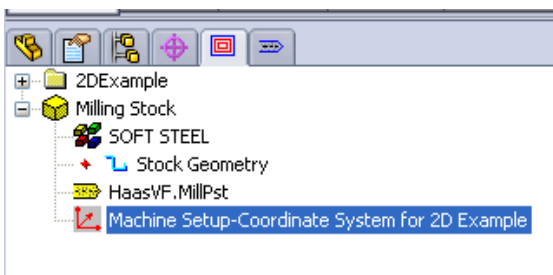 2DExample
Milling Stock
SOFT STEEL
Stock Geometry
HaasVF.MillPst
Machine Setup-Coordinate System for 2D Example